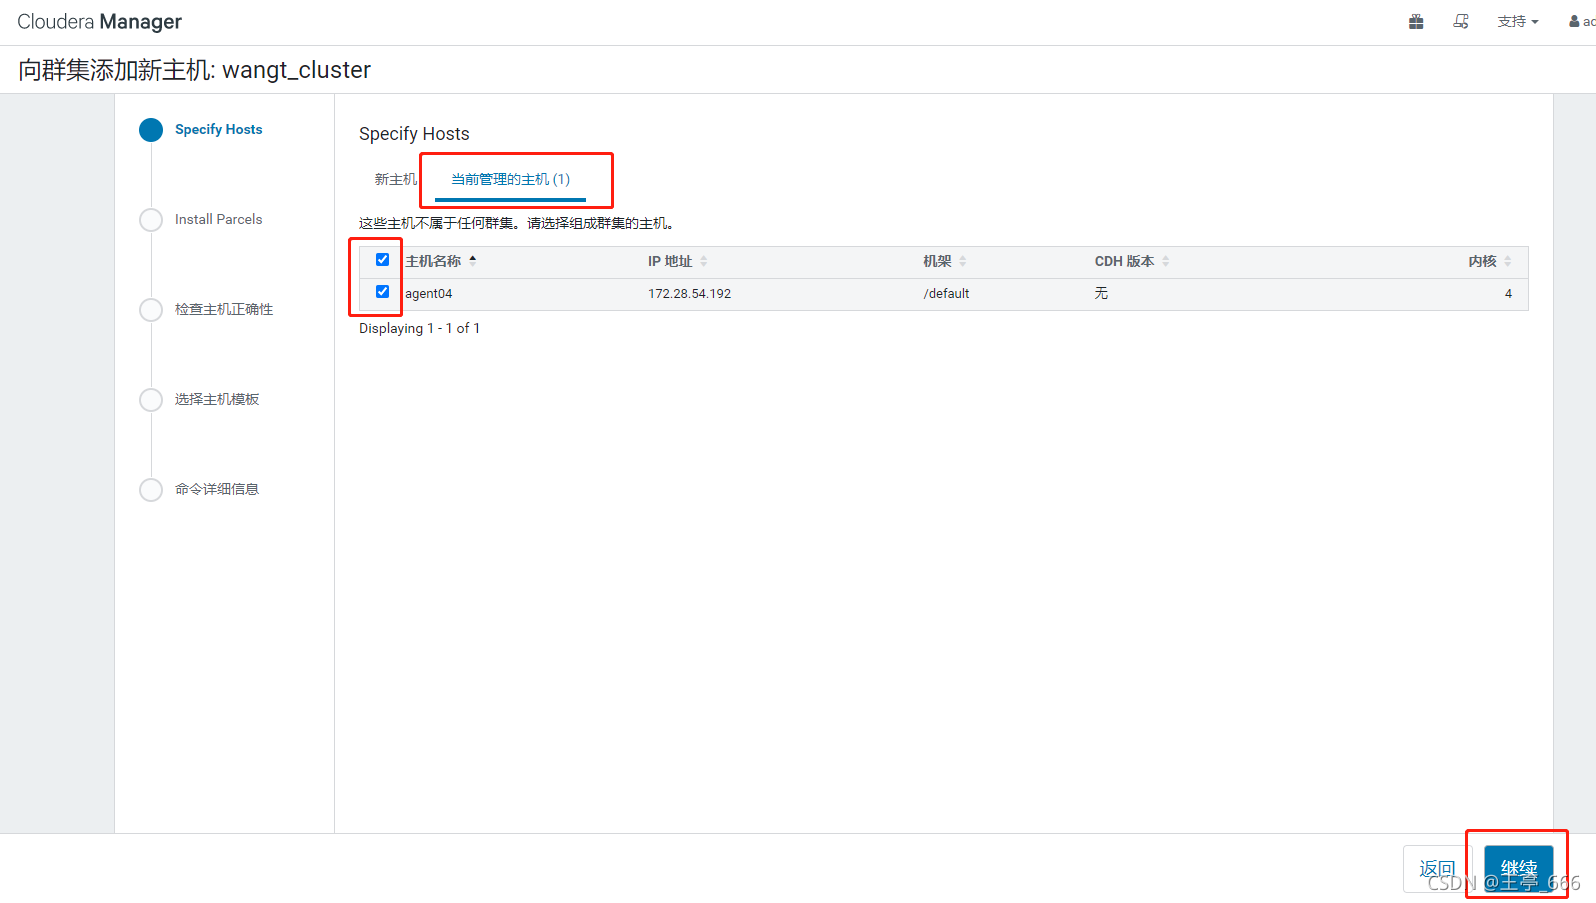 Cloudera Manager
支持
ad
向群集添加新主机: wangt_cluster
Specify Hosts
Install Parcels
检查主机正确性
选择主机模板
命令详细信息
Specify Hosts
新主机 当前管理的主机 (1)
这些主机不属于任何群集。请选择组成群集的主机。
主机名称 IP 地址 机架 CDH 版本 内核
agent04 172.28.54.192 /default 无 4
Displaying 1 - 1 of 1
返回 继续
CSDN @王亭_666